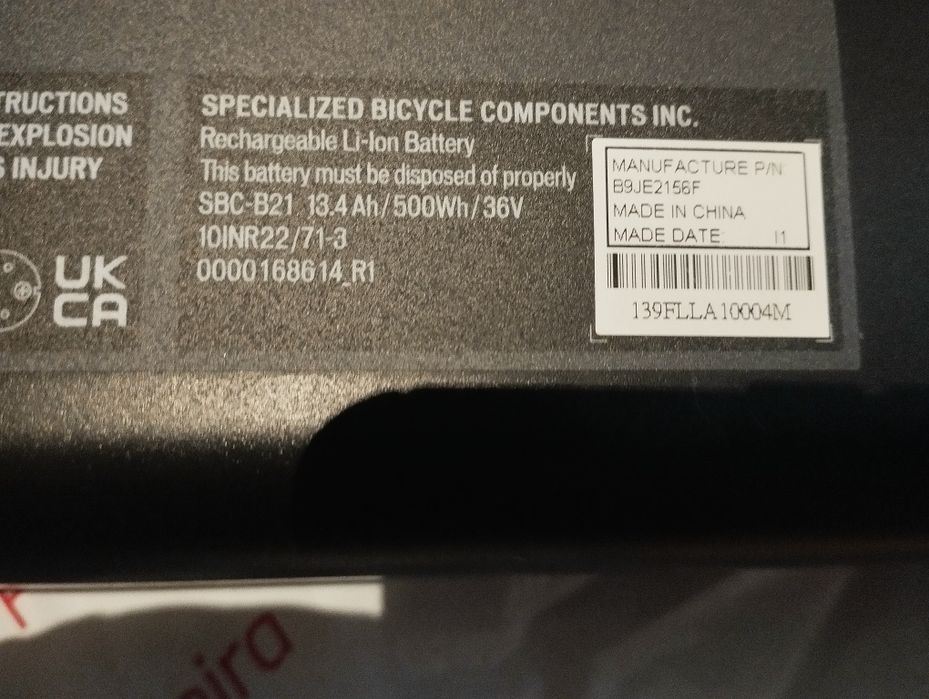 TRUCTIONS
EXPLOSION
S INJURY
UK
CA
SPECIALIZED BICYCLE COMPONENTS INC.
Rechargeable Li-Ion Battery
This battery must be disposed of properly
SBC-B21 13.4 Ah/500Wh/36V
10INR22/71-3
0000168614_R1
MANUFACTURE P/N:
B9JE2156F
MADE IN CHINA
MADE DATE: I1
139FLLA10004M
eira